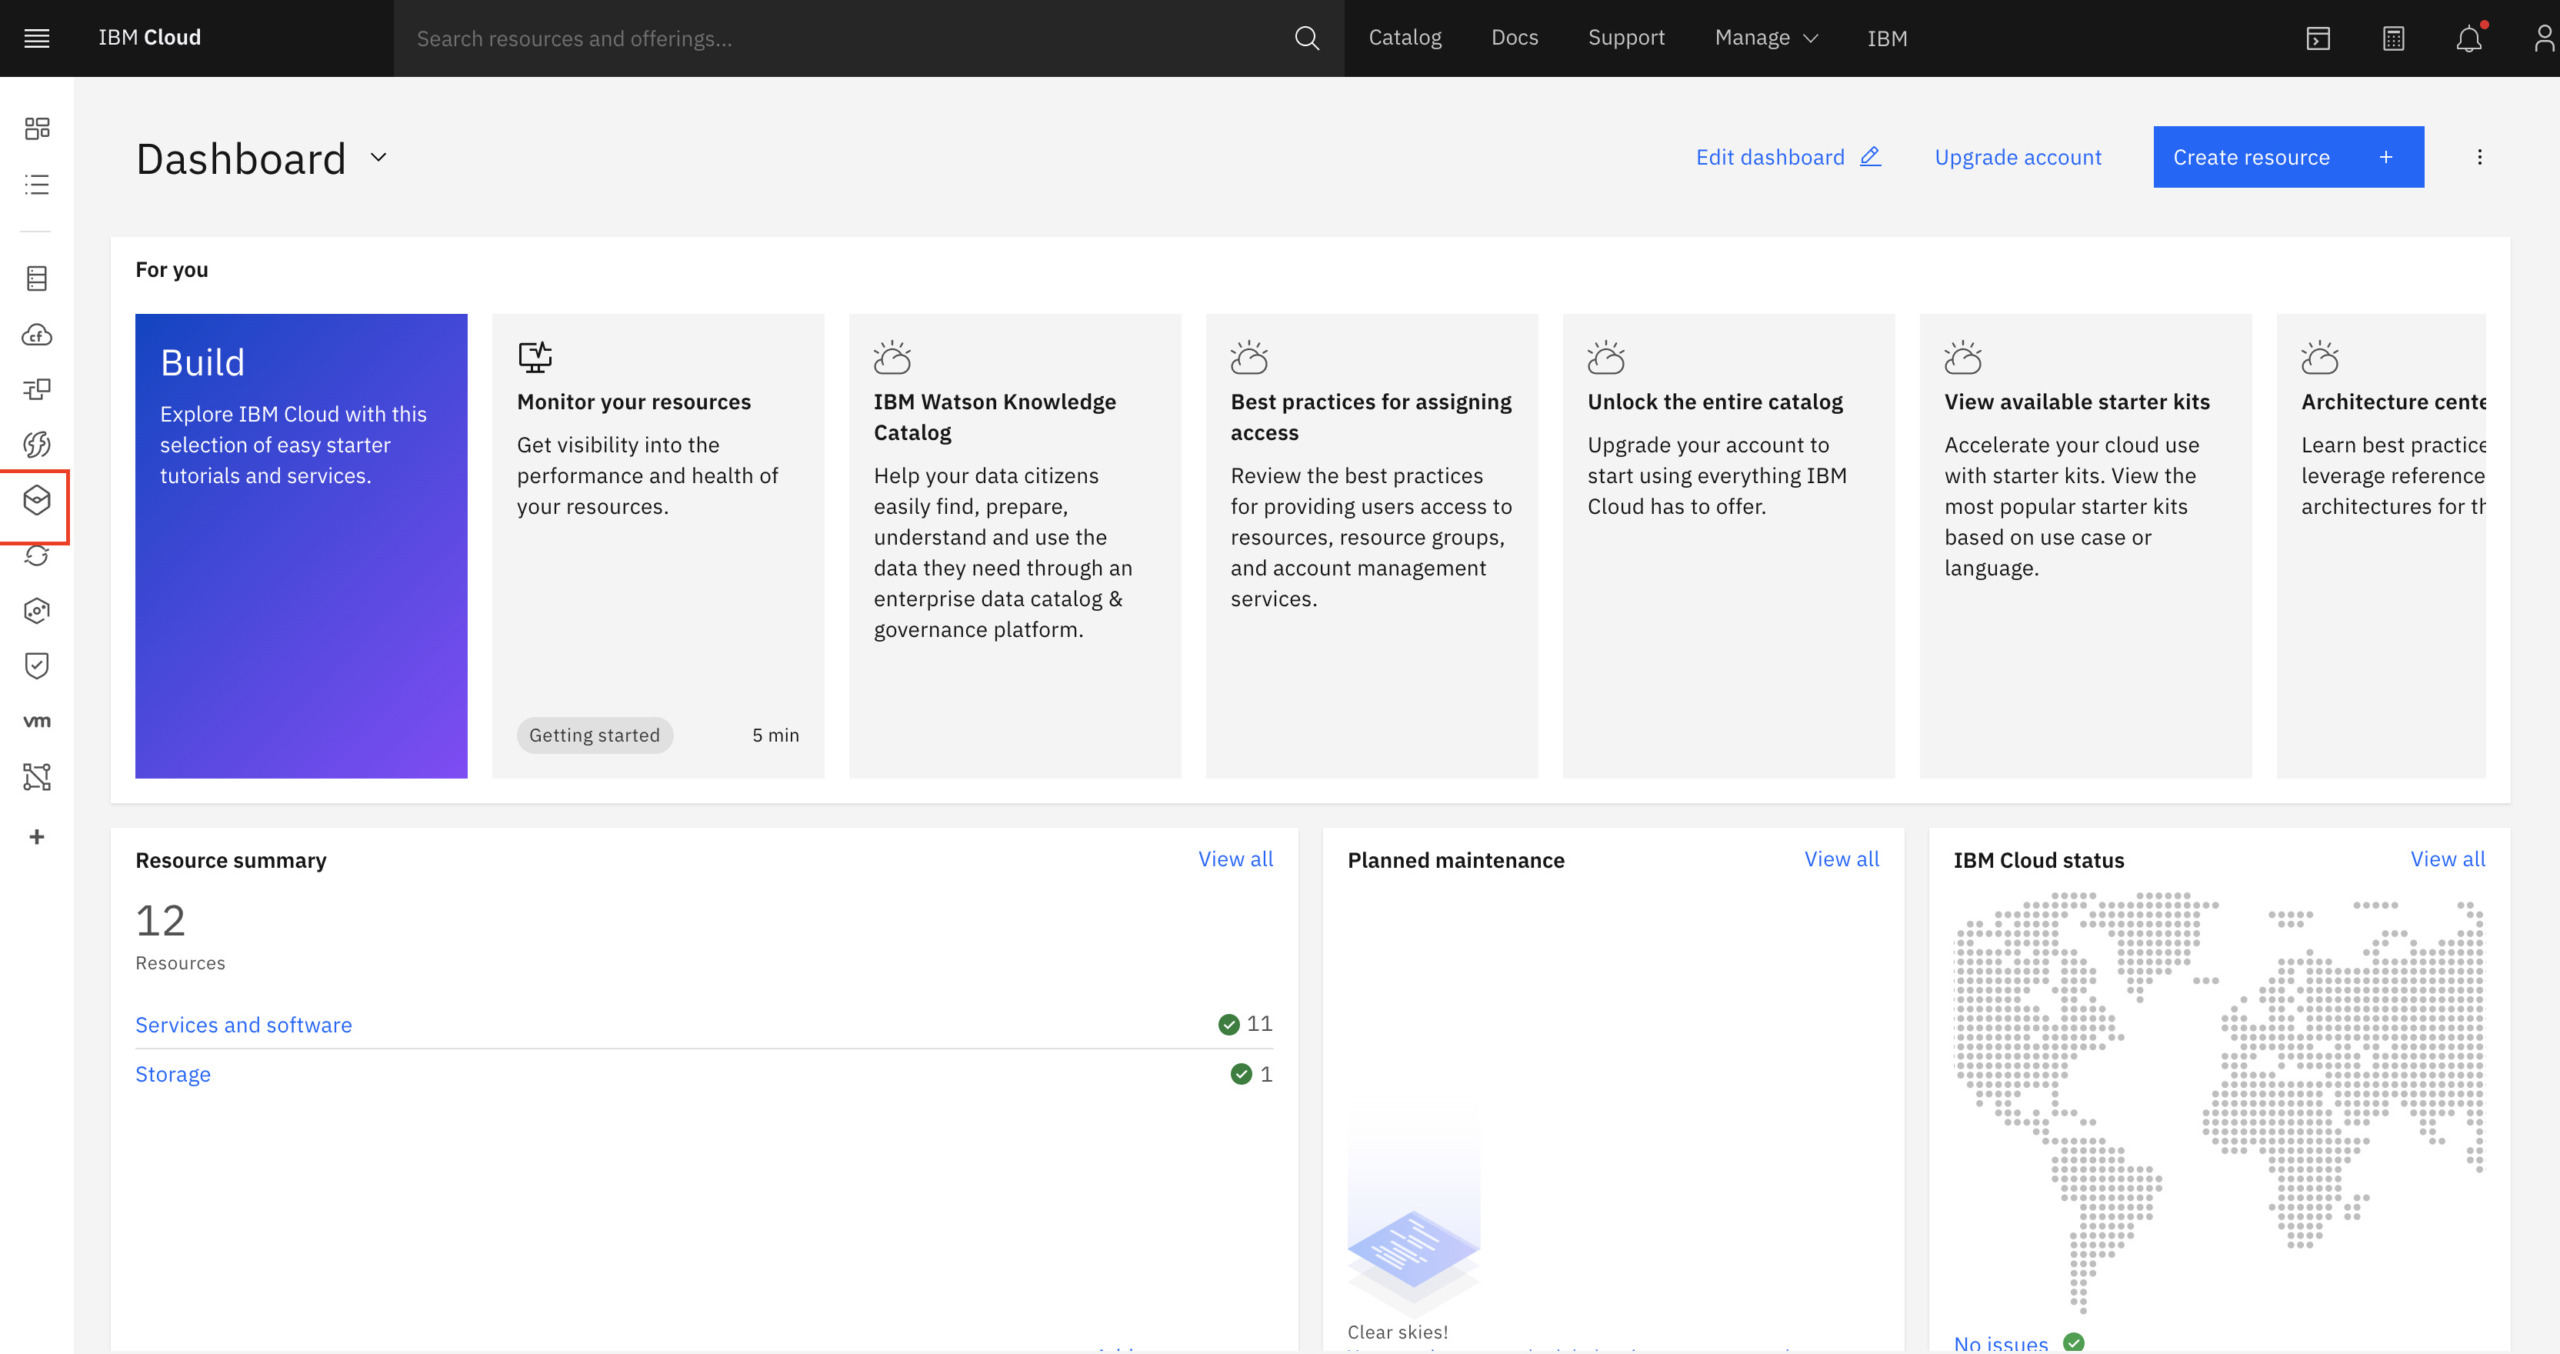 IBM Cloud
Search resources and offerings...
Catalog
Docs
Support
Manage
IBM
Dashboard
Edit dashboard
Upgrade account
Create resource +
For you
Build
Explore IBM Cloud with this
selection of easy starter
tutorials and services.
Monitor your resources
Get visibility into the
performance and health of
your resources.
Getting started
5 min
IBM Watson Knowledge
Catalog
Help your data citizens
easily find, prepare,
understand and use the
data they need through an
enterprise data catalog &
governance platform.
Best practices for assigning
access
Review the best practices
for providing users access to
resources, resource groups,
and account management
services.
Unlock the entire catalog
Upgrade your account to
start using everything IBM
Cloud has to offer.
View available starter kits
Accelerate your cloud use
with starter kits. View the
most popular starter kits
based on use case or
language.
Architecture cente
Learn best practice
leverage reference
architectures for th
cf
vm
Resource summary
View all
12
Resources
Services and software
11
Storage
1
Planned maintenance
View all
Clear skies!
IBM Cloud status
View all
No issues